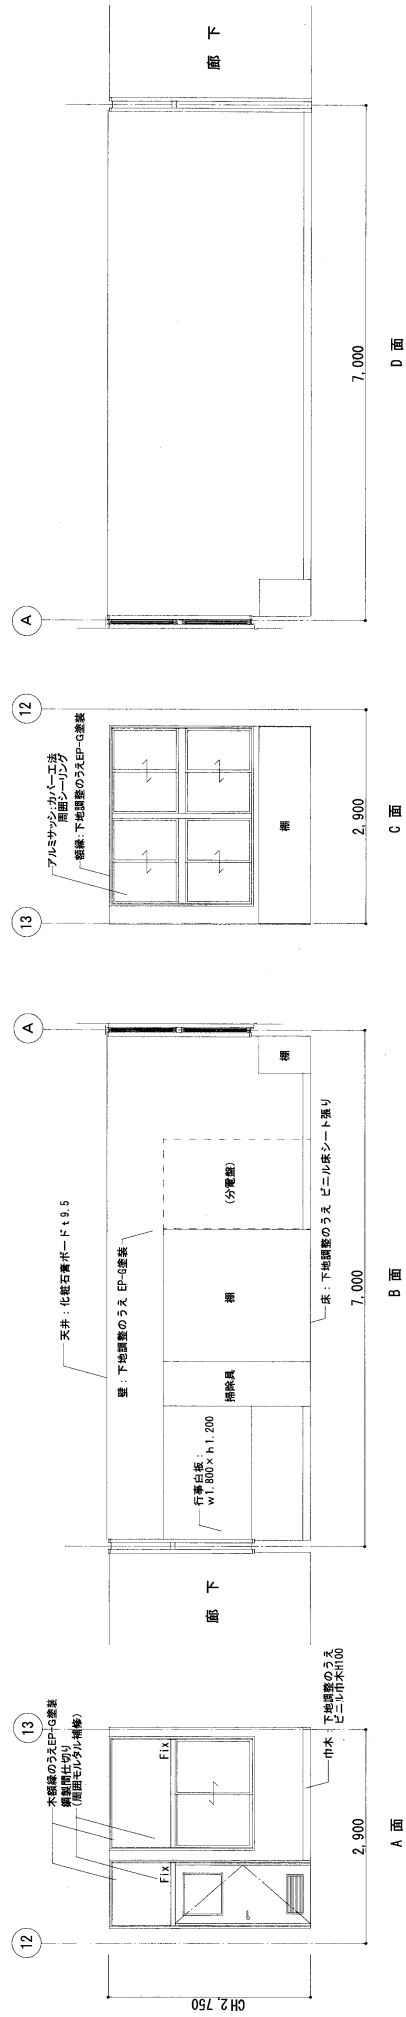 CH2,750
12
13
木額縁のうえEP-G塗装
鋼製間仕切り
(周囲モルタル補修)
Fix
Fix
巾木：下地調整のうえ
ビニル巾木H100
2,900
A 面
廊 下
天井：化粧石膏ボード t9.5
壁：下地調整のうえ EP-G塗装
行事白板：
w1.800×h1.200
掃除具
棚
(分電盤)
棚
床：下地調整のうえ ビニル床シート張り
A
7,000
B 面
13
12
アルミサッシ:カバー工法
周囲シーリング
額縁:下地調整のうえEP-G塗装
棚
2,900
C 面
A
廊 下
7,000
D 面